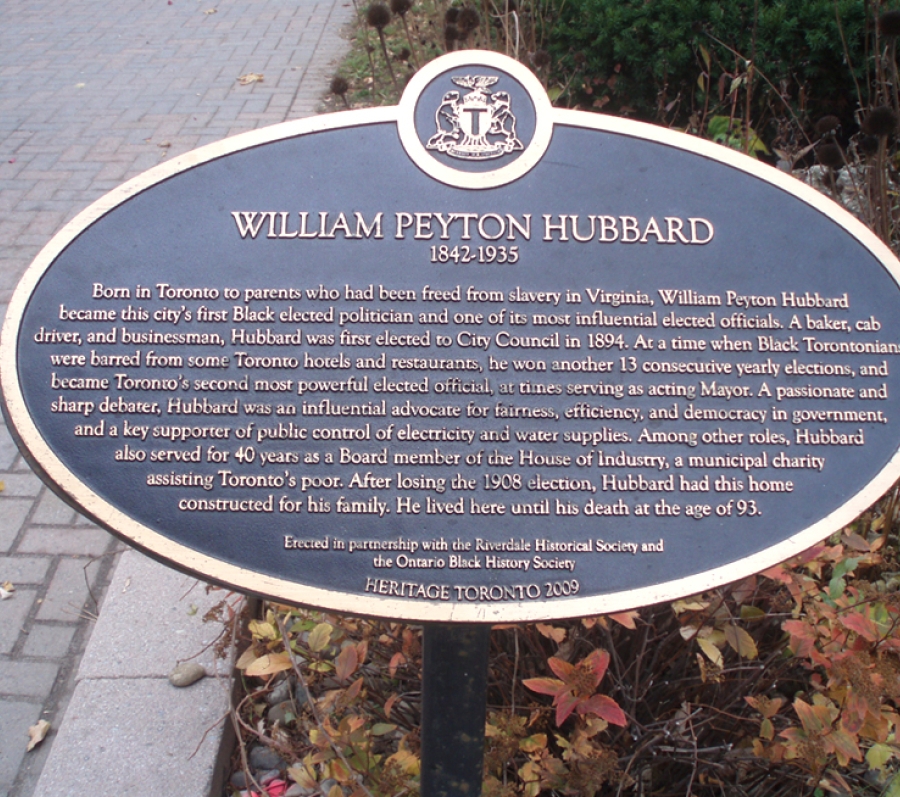 T
WILLIAM PEYTON HUBBARD
1842-1935
Born in Toronto to parents who had been freed from slavery in Virginia, William Peyton Hubbard
became this city's first Black elected politician and one of its most influential elected officials. A baker, cab
driver, and businessman, Hubbard was first elected to City Council in 1894. At a time when Black Torontonians
were barred from some Toronto hotels and restaurants, he won another 13 consecutive yearly elections, and
became Toronto's second most powerful elected official, at times serving as acting Mayor. A passionate and
sharp debater, Hubbard was an influential advocate for fairness, efficiency, and democracy in government,
and a key supporter of public control of electricity and water supplies. Among other roles, Hubbard
also served for 40 years as a Board member of the House of Industry, a municipal charity
assisting Toronto's poor. After losing the 1908 election, Hubbard had this home
constructed for his family. He lived here until his death at the age of 93.
Erected in partnership with the Riverdale Historical Society and
the Ontario Black History Society
HERITAGE TORONTO 2009